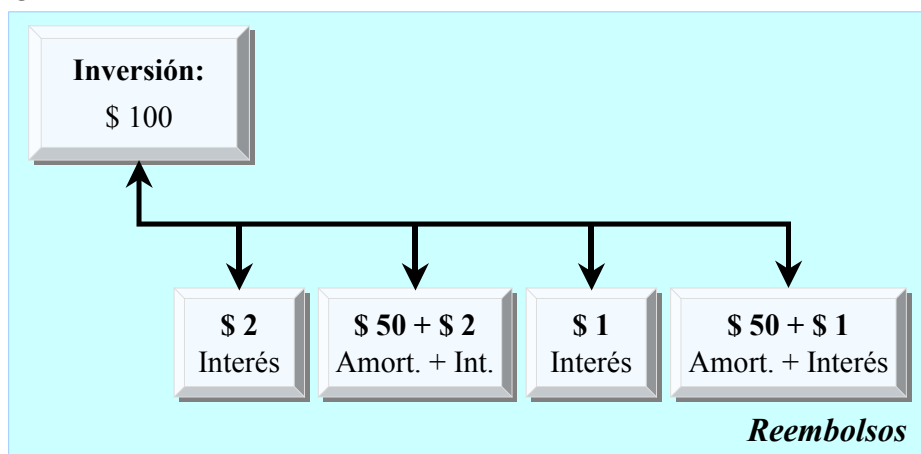 Inversión:
$ 100
$ 2
Interés
$ 50 + $ 2
Amort. + Int.
$ 1
Interés
$ 50 + $ 1
Amort. + Interés
Reembolsos